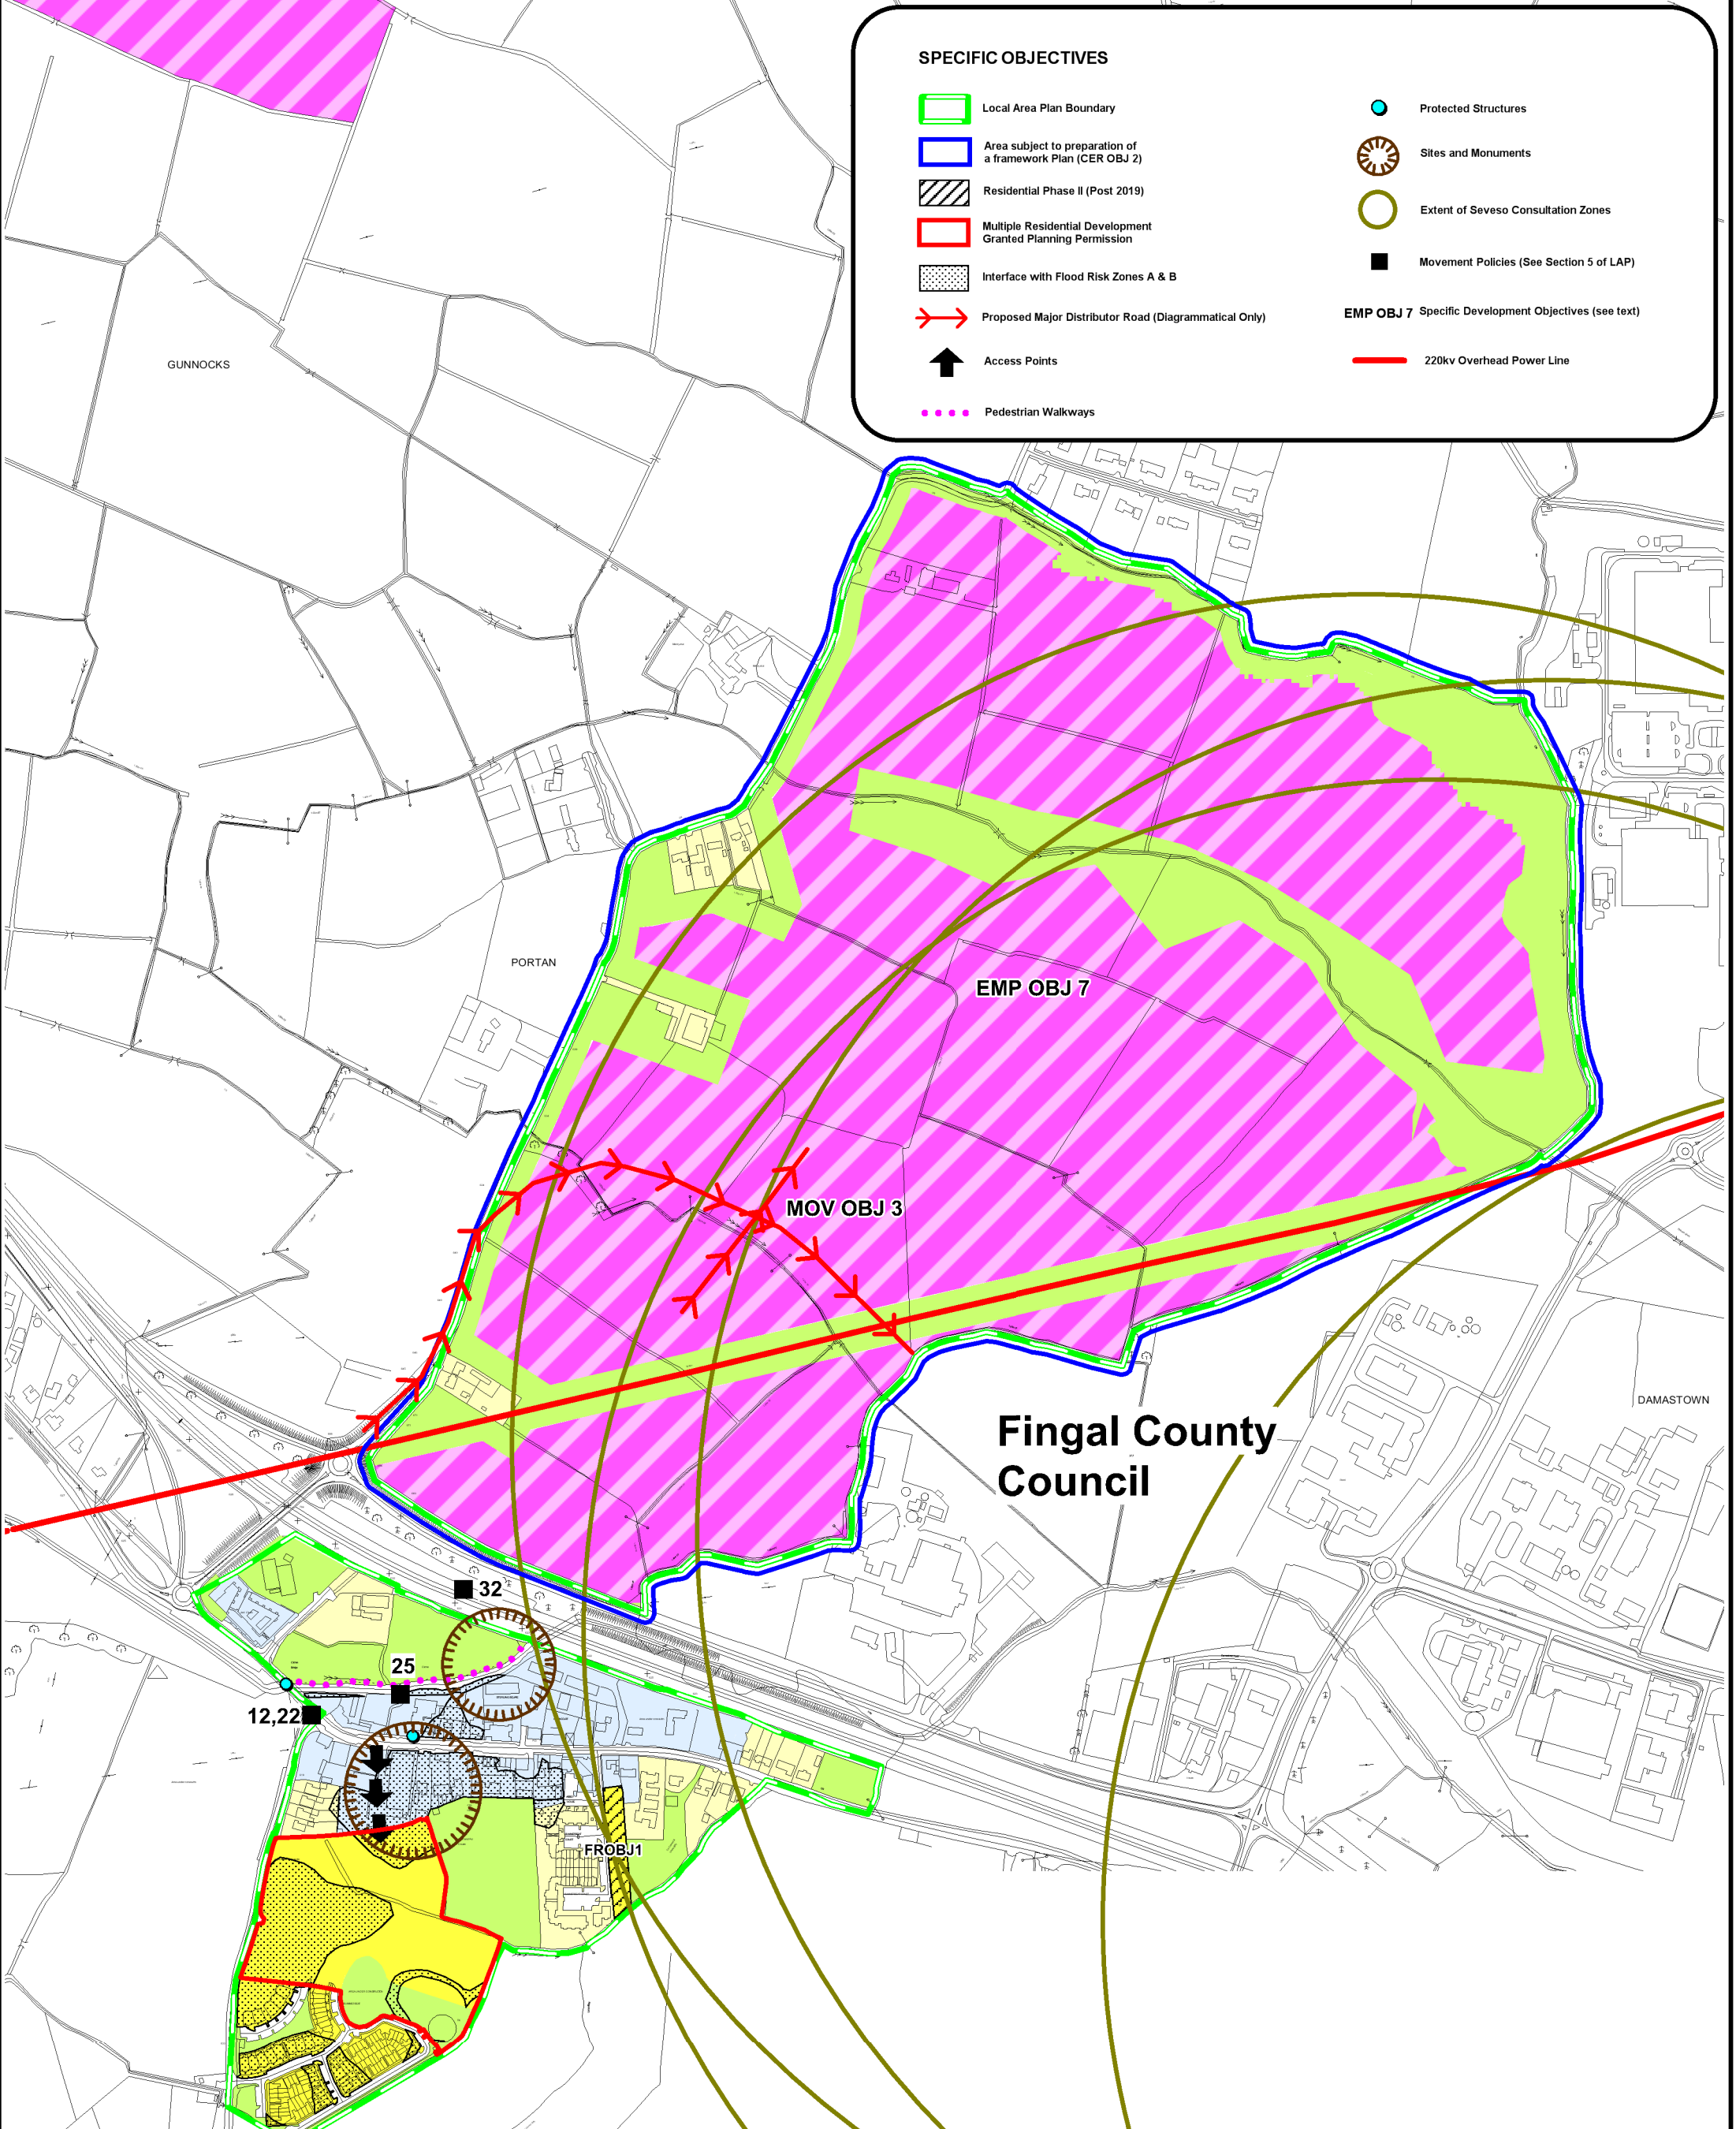 SPECIFIC OBJECTIVES
Local Area Plan Boundary
Area subject to preparation of
a framework Plan (CER OBJ 2)
Residential Phase II (Post 2019)
Multiple Residential Development
Granted Planning Permission
Interface with Flood Risk Zones A & B
Proposed Major Distributor Road (Diagrammatical Only)
Access Points
Pedestrian Walkways
Protected Structures
Sites and Monuments
Extent of Seveso Consultation Zones
Movement Policies (See Section 5 of LAP)
EMP OBJ 7 Specific Development Objectives (see text)
220kv Overhead Power Line
GUNNOCKS
PORTAN
EMP OBJ 7
MOV OBJ 3
DAMASTOWN
Fingal County
Council
32
25
12,22
FROBJ1